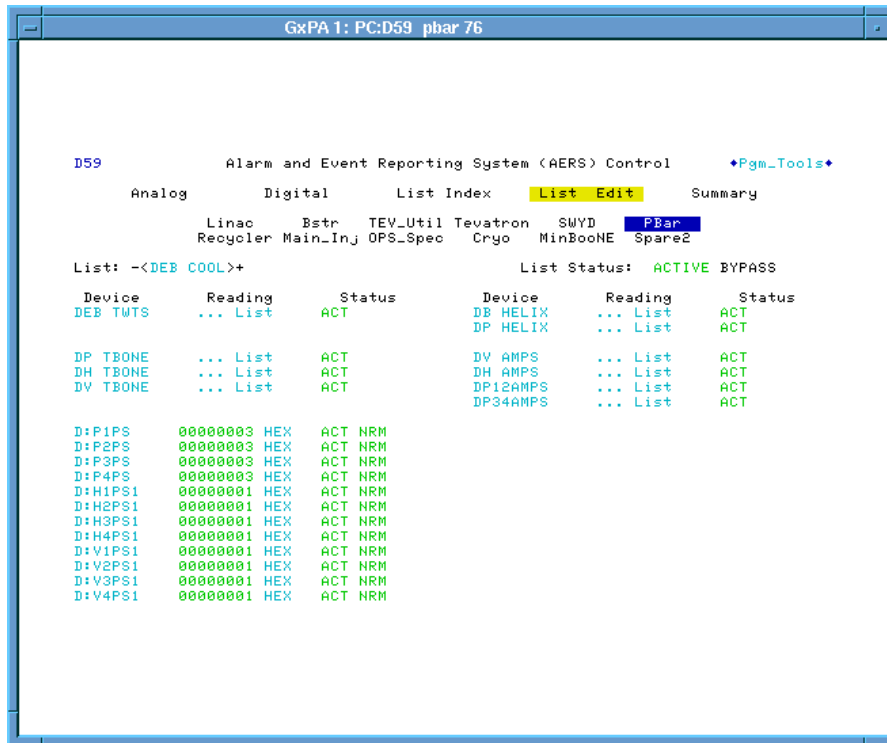 GxPA 1: PC:D59 pbar 76
D59 Alarm and Event Reporting System (AERS) Control ◆Pgm_Tools◆
Analog Digital List Index List Edit Summary
Linac Bstr TEV_Util Tevatron SWYD PBar
Recycler Main_Inj OPS_Spec Cryo MinBooNE Spare2
List: -<DEB COOL>+ List Status: ACTIVE BYPASS
Device Reading Status Device Reading Status
DEB TWTS ... List ACT DB HELIX ... List ACT
DP HELIX ... List ACT
DP TBONE ... List ACT DV AMPS ... List ACT
DH TBONE ... List ACT DH AMPS ... List ACT
DV TBONE ... List ACT DP12AMPS ... List ACT
DP34AMPS ... List ACT
D:P1PS 00000003 HEX ACT NRM
D:P2PS 00000003 HEX ACT NRM
D:P3PS 00000003 HEX ACT NRM
D:P4PS 00000003 HEX ACT NRM
D:H1PS1 00000001 HEX ACT NRM
D:H2PS1 00000001 HEX ACT NRM
D:H3PS1 00000001 HEX ACT NRM
D:H4PS1 00000001 HEX ACT NRM
D:V1PS1 00000001 HEX ACT NRM
D:V2PS1 00000001 HEX ACT NRM
D:V3PS1 00000001 HEX ACT NRM
D:V4PS1 00000001 HEX ACT NRM